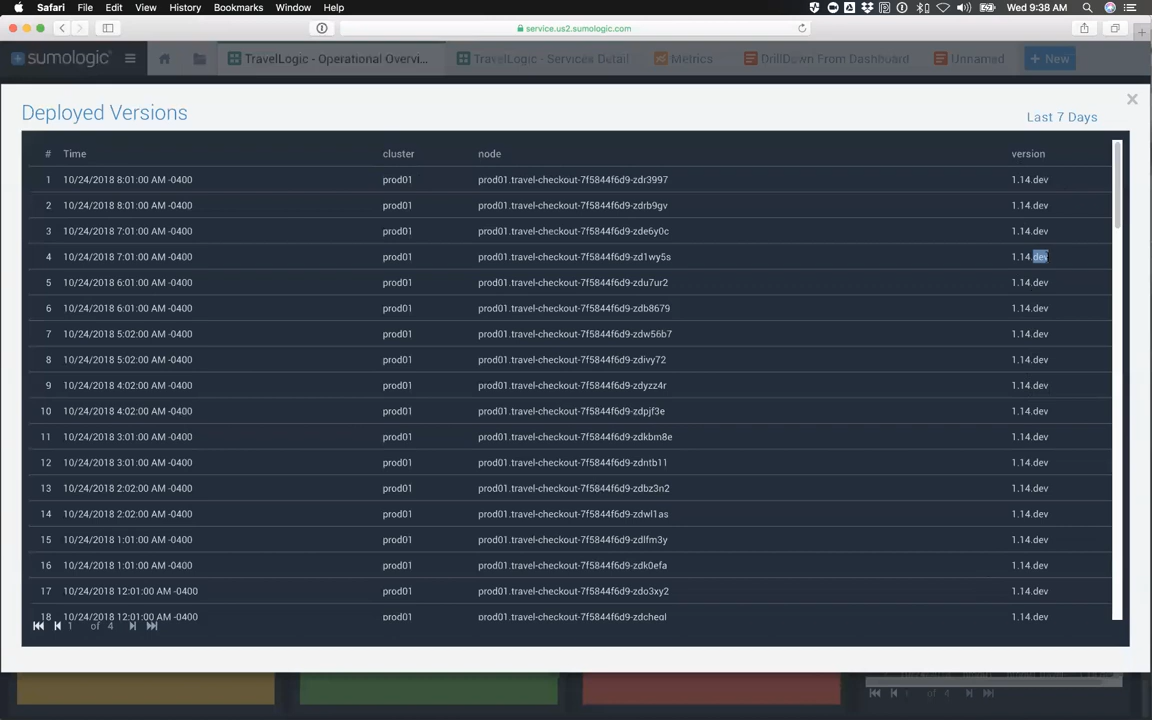 Safari File Edit View History Bookmarks Window Help Wed 9:38 AM
service.us2.sumologic.com
sumologic TravelLogic - Operational Overvi... TravelLogic - Services Detail Metrics DrillDown From Dashboard Unnamed + New
Deployed Versions
Last 7 Days
# Time cluster node version
1 10/24/2018 8:01:00 AM -0400 prod01 prod01.travel-checkout-7f5844f6d9-zdr3997 1.14.dev
2 10/24/2018 8:01:00 AM -0400 prod01 prod01.travel-checkout-7f5844f6d9-zdrb9gv 1.14.dev
3 10/24/2018 7:01:00 AM -0400 prod01 prod01.travel-checkout-7f5844f6d9-zde6y0c 1.14.dev
4 10/24/2018 7:01:00 AM -0400 prod01 prod01.travel-checkout-7f5844f6d9-zd1wy5s 1.14.dev
5 10/24/2018 6:01:00 AM -0400 prod01 prod01.travel-checkout-7f5844f6d9-zdu7ur2 1.14.dev
6 10/24/2018 6:01:00 AM -0400 prod01 prod01.travel-checkout-7f5844f6d9-zdb8679 1.14.dev
7 10/24/2018 5:02:00 AM -0400 prod01 prod01.travel-checkout-7f5844f6d9-zdw56b7 1.14.dev
8 10/24/2018 5:02:00 AM -0400 prod01 prod01.travel-checkout-7f5844f6d9-zdivy72 1.14.dev
9 10/24/2018 4:02:00 AM -0400 prod01 prod01.travel-checkout-7f5844f6d9-zdyzz4r 1.14.dev
10 10/24/2018 4:02:00 AM -0400 prod01 prod01.travel-checkout-7f5844f6d9-zdpjf3e 1.14.dev
11 10/24/2018 3:01:00 AM -0400 prod01 prod01.travel-checkout-7f5844f6d9-zdkbm8e 1.14.dev
12 10/24/2018 3:01:00 AM -0400 prod01 prod01.travel-checkout-7f5844f6d9-zdntb11 1.14.dev
13 10/24/2018 2:02:00 AM -0400 prod01 prod01.travel-checkout-7f5844f6d9-zdbz3n2 1.14.dev
14 10/24/2018 2:02:00 AM -0400 prod01 prod01.travel-checkout-7f5844f6d9-zdwl1as 1.14.dev
15 10/24/2018 1:01:00 AM -0400 prod01 prod01.travel-checkout-7f5844f6d9-zdlfm3y 1.14.dev
16 10/24/2018 1:01:00 AM -0400 prod01 prod01.travel-checkout-7f5844f6d9-zdk0efa 1.14.dev
17 10/24/2018 12:01:00 AM -0400 prod01 prod01.travel-checkout-7f5844f6d9-zdo3xy2 1.14.dev
18 10/24/2018 12:01:00 AM -0400 prod01 prod01.travel-checkout-7f5844f6d9-zdcheql 1.14.dev
1 of 4
1 of 4